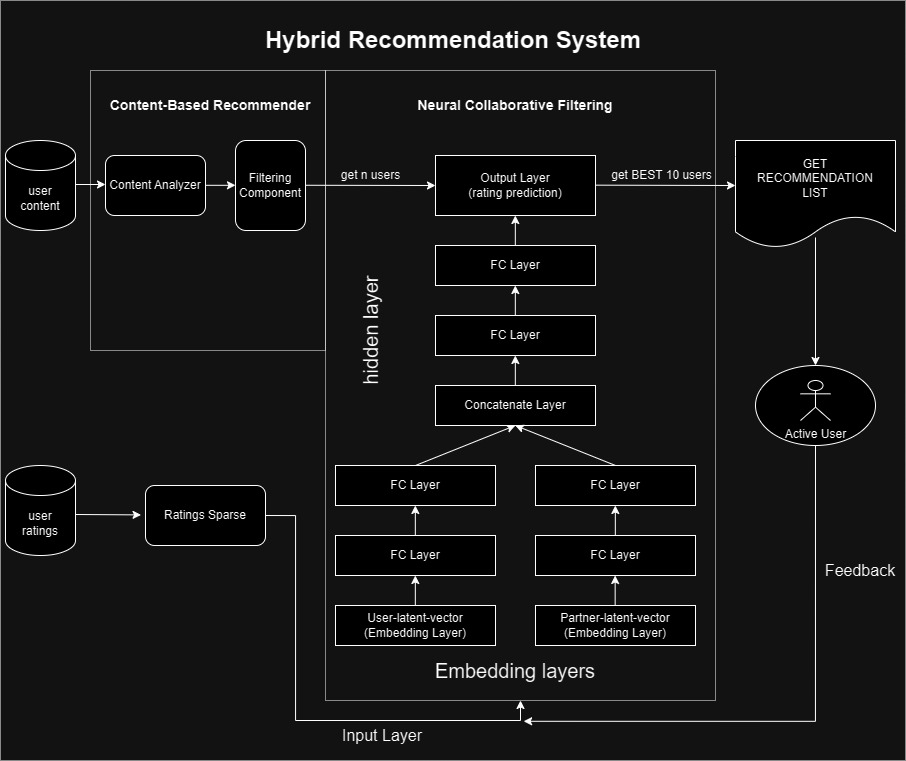 Hybrid Recommendation System
Content-Based Recommender
Neural Collaborative Filtering
user
content
Content Analyzer
Filtering
Component
get n users
Output Layer
(rating prediction)
get BEST 10 users
GET
RECOMMENDATION
LIST
FC Layer
hidden layer
FC Layer
Concatenate Layer
Active User
FC Layer
FC Layer
user
ratings
Ratings Sparse
FC Layer
FC Layer
Feedback
User-latent-vector
(Embedding Layer)
Partner-latent-vector
(Embedding Layer)
Embedding layers
Input Layer